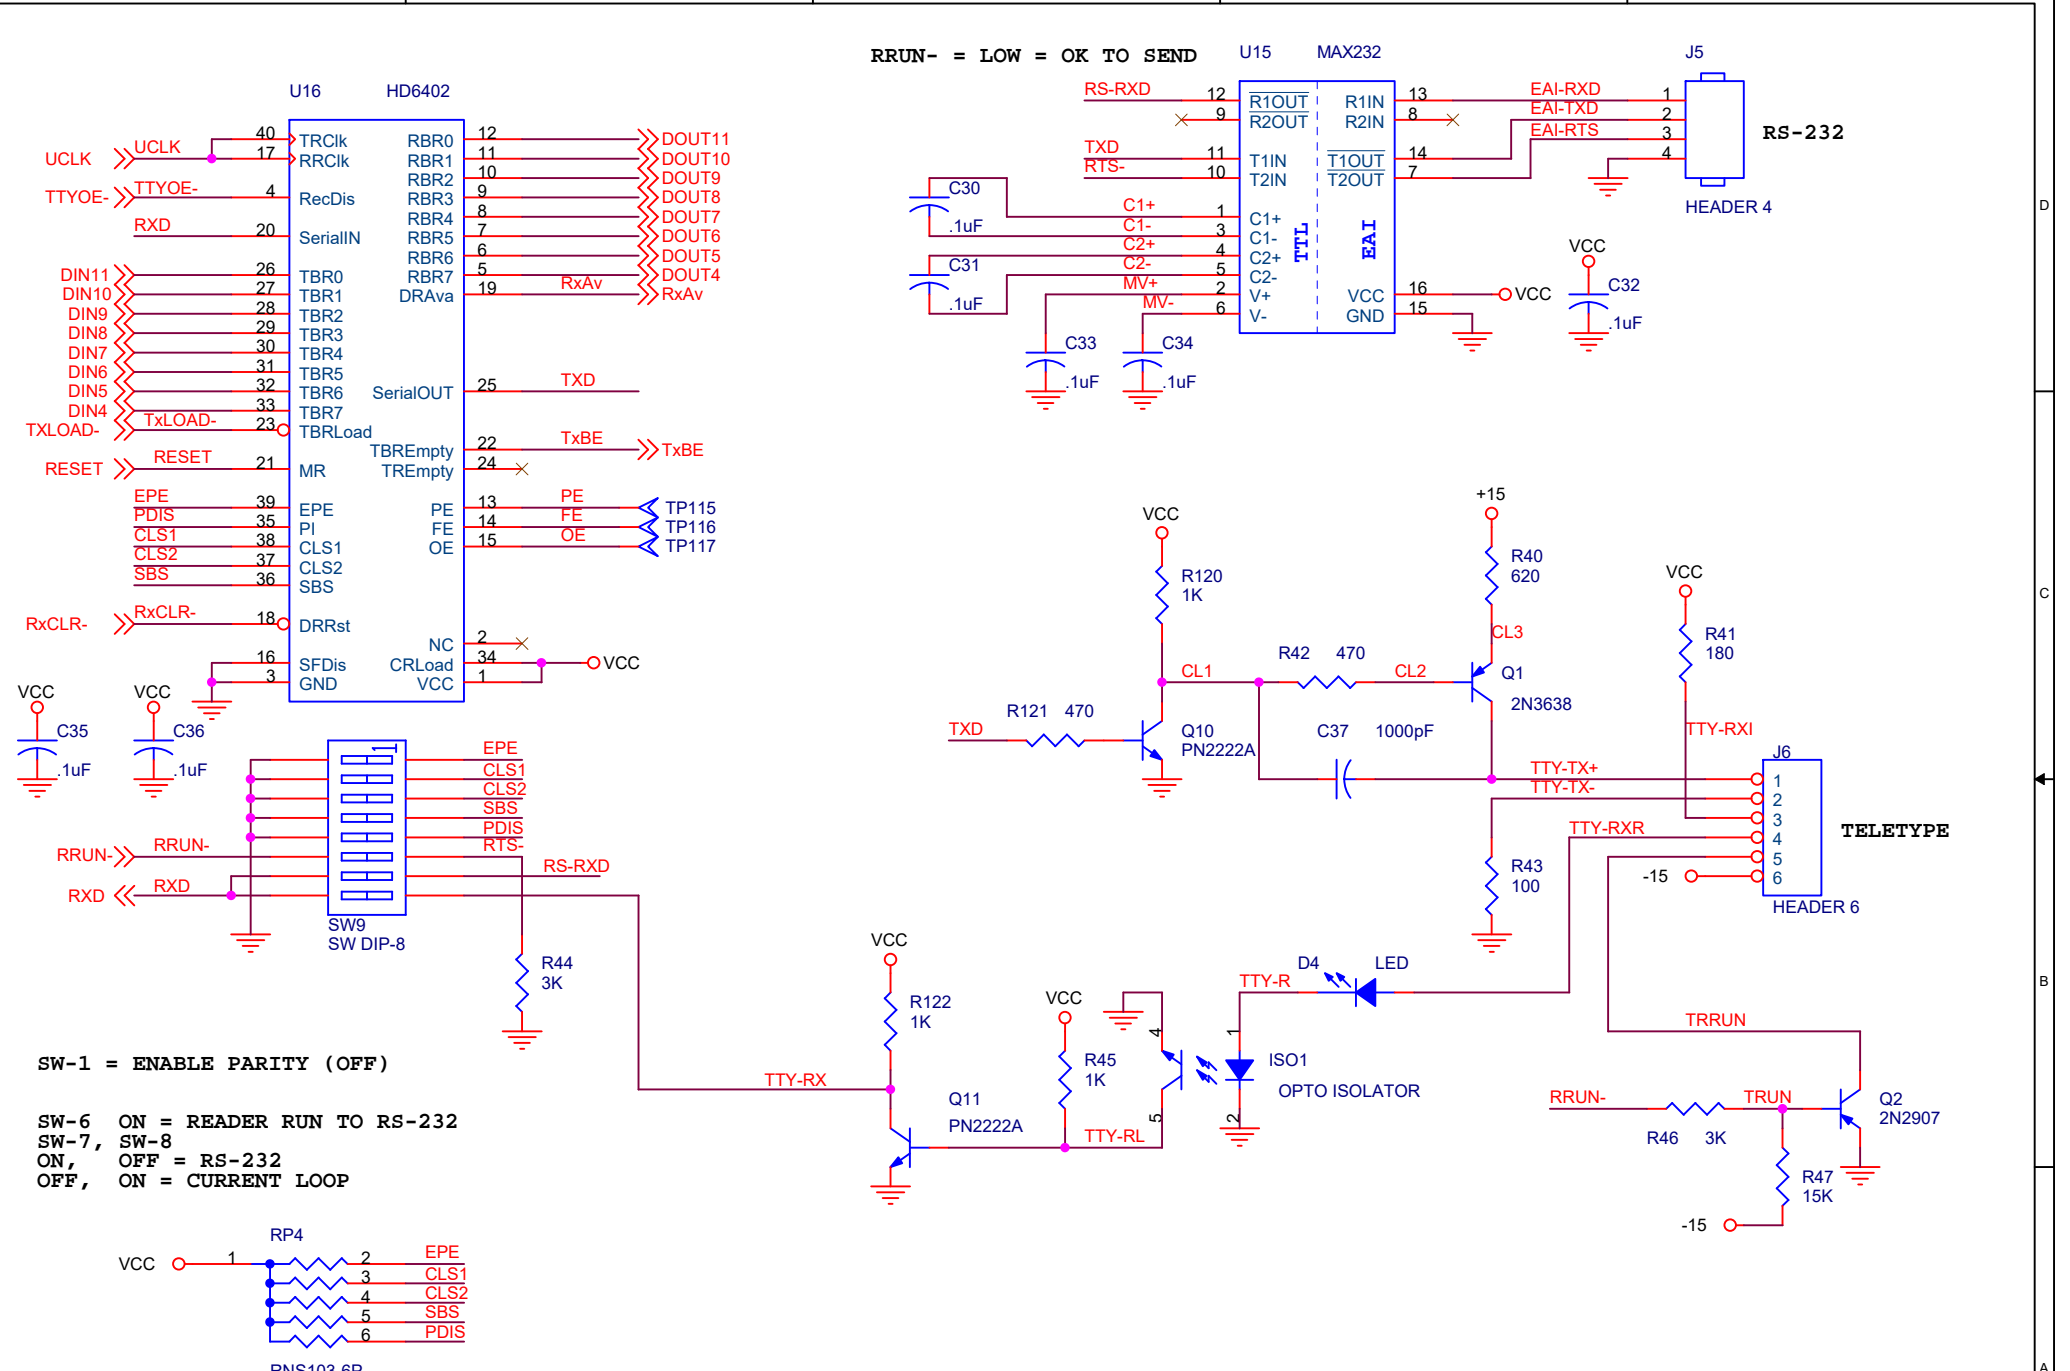 RRUN- = LOW = OK TO SEND
U16 HD6402
UCLK UCLK 40 TRClk RBR0 12 DOUT11
17 RRClk RBR1 11 DOUT10
RBR2 10 DOUT9
TTYOE- TTYOE- 4 RecDis RBR3 9 DOUT8
RBR4 8 DOUT7
RXD 20 SerialIN RBR5 7 DOUT6
RBR6 6 DOUT5
DIN11 26 TBR0 RBR7 5 DOUT4
DIN10 27 TBR1 DRAva 19 RxAv RxAv
DIN9 28 TBR2
DIN8 29 TBR3
DIN7 30 TBR4
DIN6 31 TBR5
DIN5 32 TBR6 SerialOUT 25 TXD
DIN4 33 TBR7
TXLOAD- TxLOAD- 23 TBRLoad
TBREmpty 22 TxBE TxBE
RESET RESET 21 MR TREmpty 24
EPE 39 EPE PE 13 PE TP115
PDIS 35 PI FE 14 FE TP116
CLS1 38 CLS1 OE 15 OE TP117
CLS2 37 CLS2
SBS 36 SBS
RxCLR- RxCLR- 18 DRRst
NC 2
16 SFDis CRLoad 34 VCC
3 GND VCC 1
VCC VCC
C35 C36
.1uF .1uF
U15 MAX232
RS-RXD 12 R1OUT R1IN 13 EAI-RXD
9 R2OUT R2IN 8 EAI-TXD
EAI-RTS
TXD 11 T1IN T1OUT 14
RTS- 10 T2IN T2OUT 7
C30 .1uF
C1+ 1 C1+
C1- 3 C1-
C2+ 4 C2+
C31 .1uF
C2- 5 C2-
MV+ 2 V+ VCC 16 VCC
MV- 6 V- GND 15
TTL EAI
C33 .1uF
C34 .1uF
J5
1
2
3
4
RS-232
HEADER 4
VCC
C32
.1uF
1
EPE
CLS1
CLS2
SBS
PDIS
RRUN- RRUN- RTS-
RS-RXD
RXD RXD
SW9
SW DIP-8
R44
3K
VCC
R120
1K
CL1
R42 470
CL2
+15
R40
620
CL3
Q1
2N3638
TXD
R121 470
Q10
PN2222A
C37 1000pF
VCC
R41
180
TTY-RXI
J6
TTY-TX+ 1
TTY-TX- 2
3
TTY-RXR 4
5
-15 6
TELETYPE
HEADER 6
R43
100
VCC
R122
1K
TTY-RX
Q11
PN2222A
VCC
R45
1K
TTY-RL
4
5
TTY-R
D4 LED
1
2
ISO1
OPTO ISOLATOR
TRRUN
RRUN- TRUN
R46 3K
Q2
2N2907
R47
15K
-15
SW-1 = ENABLE PARITY (OFF)
SW-6 ON = READER RUN TO RS-232
SW-7, SW-8
ON, OFF = RS-232
OFF, ON = CURRENT LOOP
RP4
VCC 1 2 EPE
3 CLS1
4 CLS2
5 SBS
6 PDIS
RNS103-6P
D
C
B
A